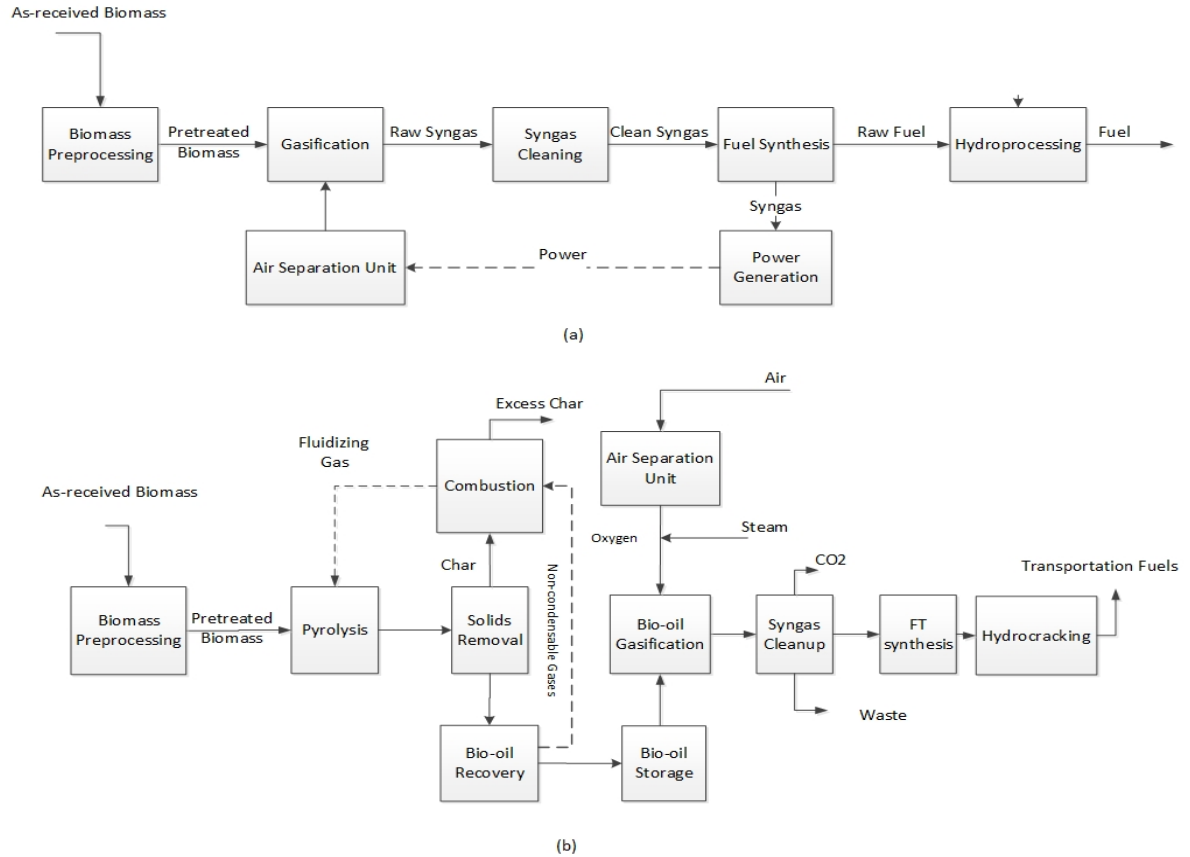 As-received Biomass
Biomass
Preprocessing
Pretreated
Biomass
Gasification
Raw Syngas
Syngas
Cleaning
Clean Syngas
Fuel Synthesis
Raw Fuel
Hydroprocessing
Fuel
Syngas
Air Separation Unit
Power
Power
Generation
(a)
Air
Excess Char
Fluidizing
Gas
Combustion
Air Separation
Unit
As-received Biomass
Oxygen
Steam
Char
Non-condensable Gases
CO2
Transportation Fuels
Biomass
Preprocessing
Pretreated
Biomass
Pyrolysis
Solids
Removal
Bio-oil
Gasification
Syngas
Cleanup
FT
synthesis
Hydrocracking
Waste
Bio-oil
Recovery
Bio-oil
Storage
(b)